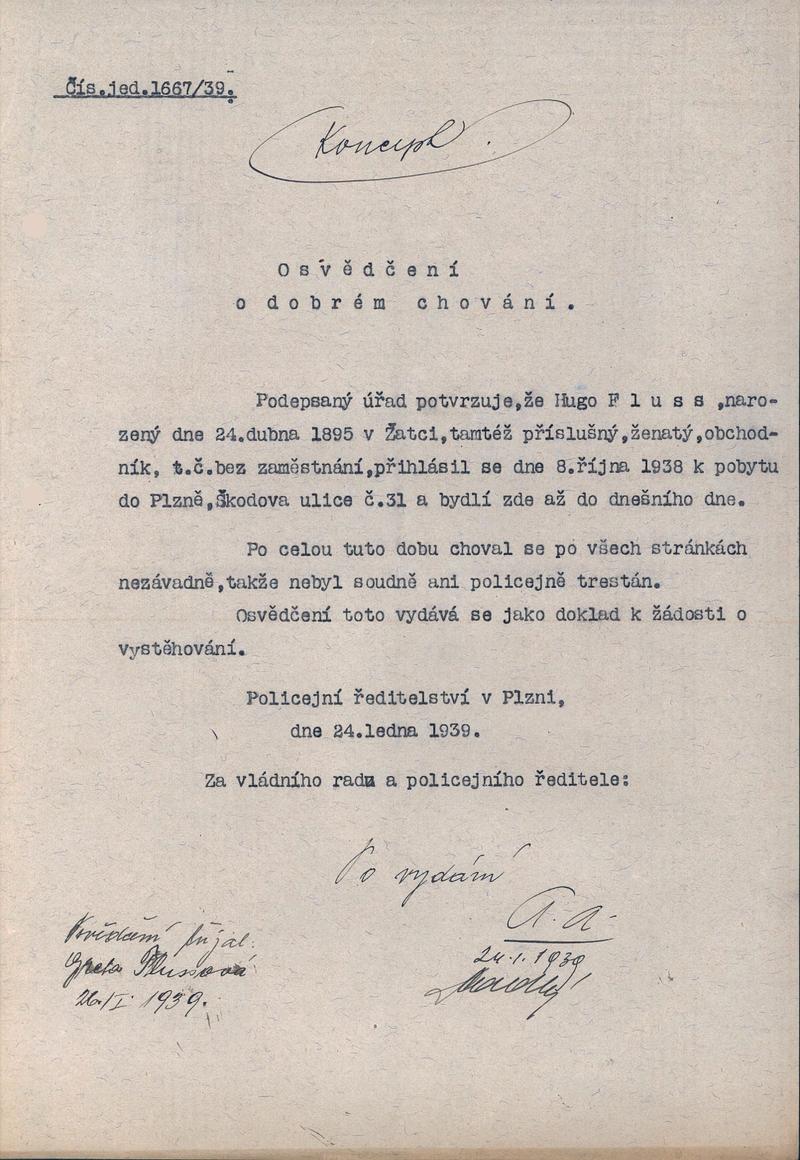 Čís.jed.1667/39.
Koncept.
Osvědčení
o dobrém chování.
Podepsaný úřad potvrzuje,že Hugo F l u s s ,naro-
zený dne 24.dubna 1895 v Žatci,tamtéž příslušný,ženatý,obchod-
ník, t.č.bez zaměstnání,přihlásil se dne 8.října 1938 k pobytu
do Plzně,Škodova ulice č.31 a bydlí zde až do dnešního dne.
Po celou tuto dobu choval se po všech stránkách
nezávadně,takže nebyl soudně ani policejně trestán.
Osvědčení toto vydává se jako doklad k žádosti o
vystěhování.
Policejní ředitelství v Plzni,
dne 24.ledna 1939.
Za vládního radu a policejního ředitele:
Po vydání
A. A.
Greta Flussová
24.1.1939
26./I 1939.